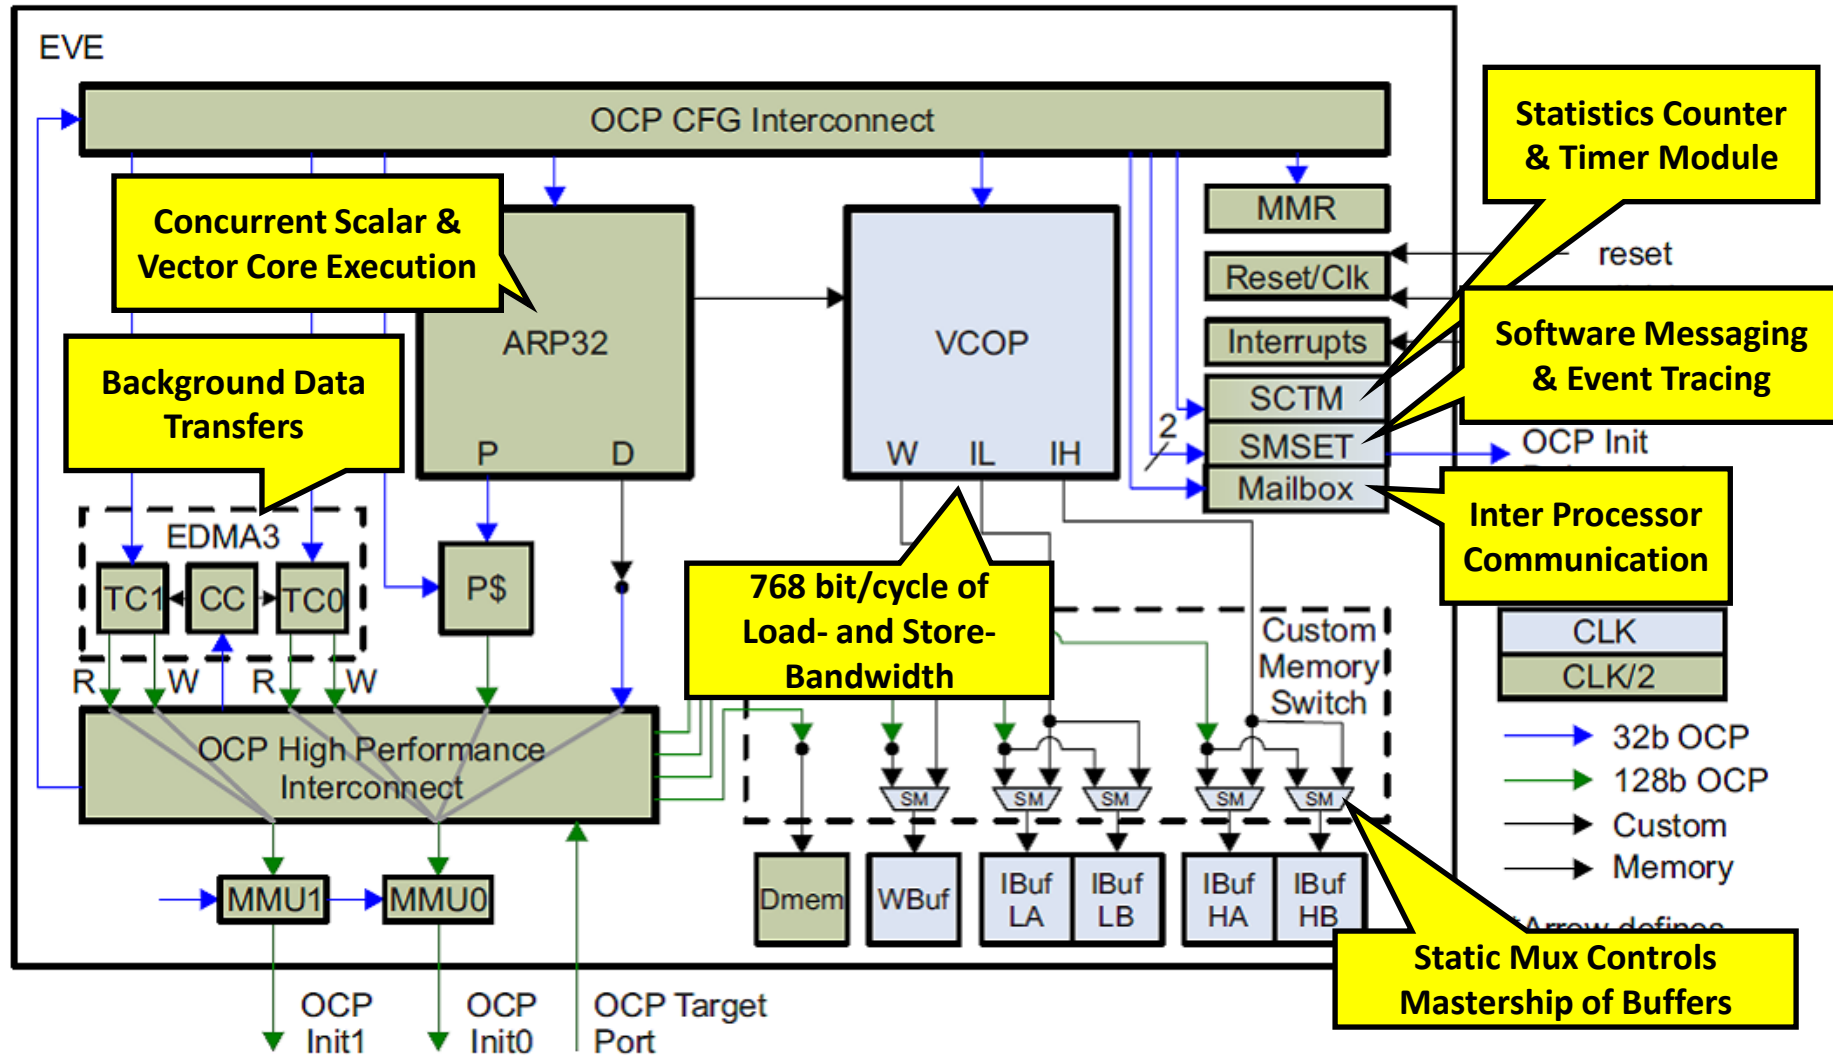 EVE
OCP CFG Interconnect
Statistics Counter
& Timer Module
Concurrent Scalar &
Vector Core Execution
MMR
Reset/Clk
reset
ARP32
VCOP
Interrupts
Software Messaging
& Event Tracing
Background Data
Transfers
SCTM
2
SMSET
OCP Init
P
D
W
IL
IH
Mailbox
Inter Processor
Communication
EDMA3
TC1
CC
TC0
P$
768 bit/cycle of
Load- and Store-
Bandwidth
Custom
Memory
Switch
CLK
CLK/2
R
W
R
W
OCP High Performance
Interconnect
32b OCP
128b OCP
Custom
Memory
SM
SM
SM
SM
SM
MMU1
MMU0
Dmem
WBuf
IBuf
LA
IBuf
LB
IBuf
HA
IBuf
HB
Arrow defines
Static Mux Controls
Mastership of Buffers
OCP
Init1
OCP
Init0
OCP Target
Port